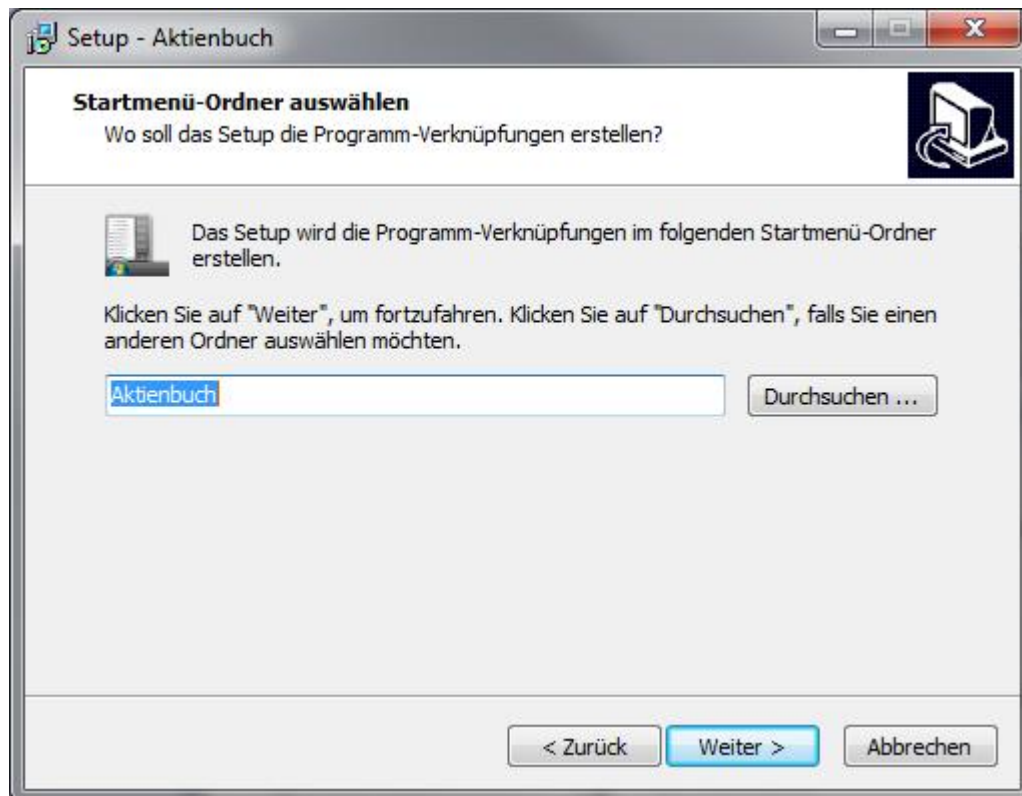 Setup - Aktienbuch
Startmenü-Ordner auswählen
Wo soll das Setup die Programm-Verknüpfungen erstellen?
Das Setup wird die Programm-Verknüpfungen im folgenden Startmenü-Ordner
erstellen.
Klicken Sie auf "Weiter", um fortzufahren. Klicken Sie auf "Durchsuchen", falls Sie einen
anderen Ordner auswählen möchten.
Aktienbuch
Durchsuchen ...
< Zurück
Weiter >
Abbrechen